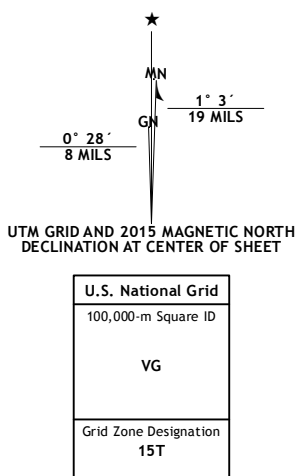 ★
MN
1° 3´
19 MILS
GN
0° 28´
8 MILS
UTM GRID AND 2015 MAGNETIC NORTH
DECLINATION AT CENTER OF SHEET
U.S. National Grid
100,000-m Square ID
VG
Grid Zone Designation
15T